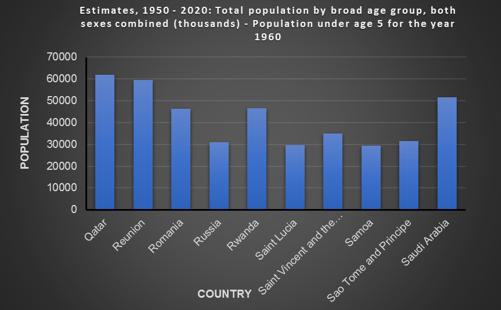 Estimates, 1950 - 2020: Total population by broad age group, both
sexes combined (thousands) - Population under age 5 for the year
1960
70000
60000
50000
40000
30000
20000
10000
0
POPULATION
Qatar
Reunion
Romania
Russia
Rwanda
Saint Lucia
Saint Vincent and the...
Samoa
Sao Tome and Principe
Saudi Arabia
COUNTRY